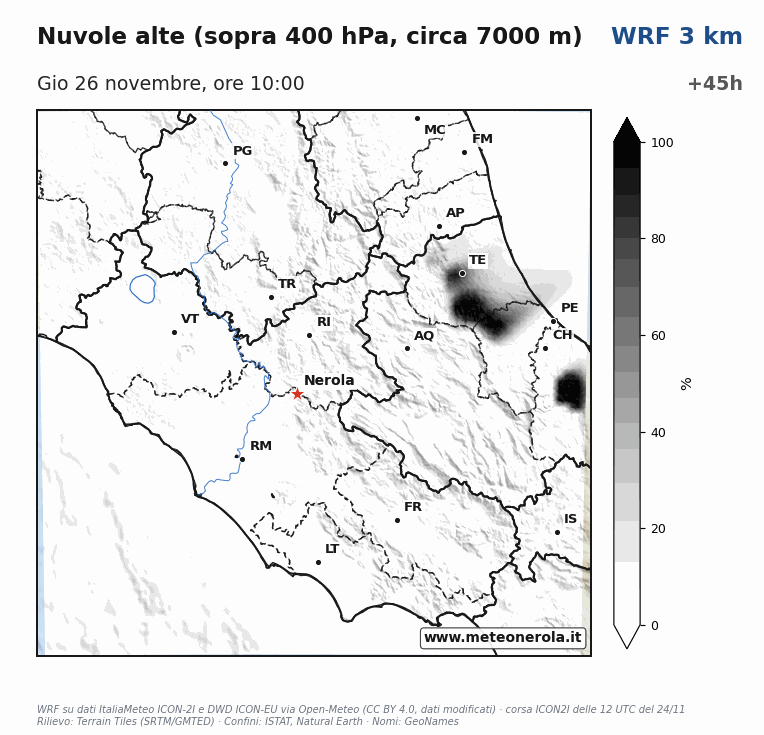 Nuvole alte (sopra 400 hPa, circa 7000 m) WRF 3 km
Gio 26 novembre, ore 10:00 +45h
MC
FM
PG
AP
TE
TR
PE
VT
RI
AQ
CH
Nerola
RM
FR
IS
LT
www.meteonerola.it
100
80
60
40
20
0
%
WRF su dati ItaliaMeteo ICON-2I e DWD ICON-EU via Open-Meteo (CC BY 4.0, dati modificati) · corsa ICON2I delle 12 UTC del 24/11
Rilievo: Terrain Tiles (SRTM/GMTED) · Confini: ISTAT, Natural Earth · Nomi: GeoNames